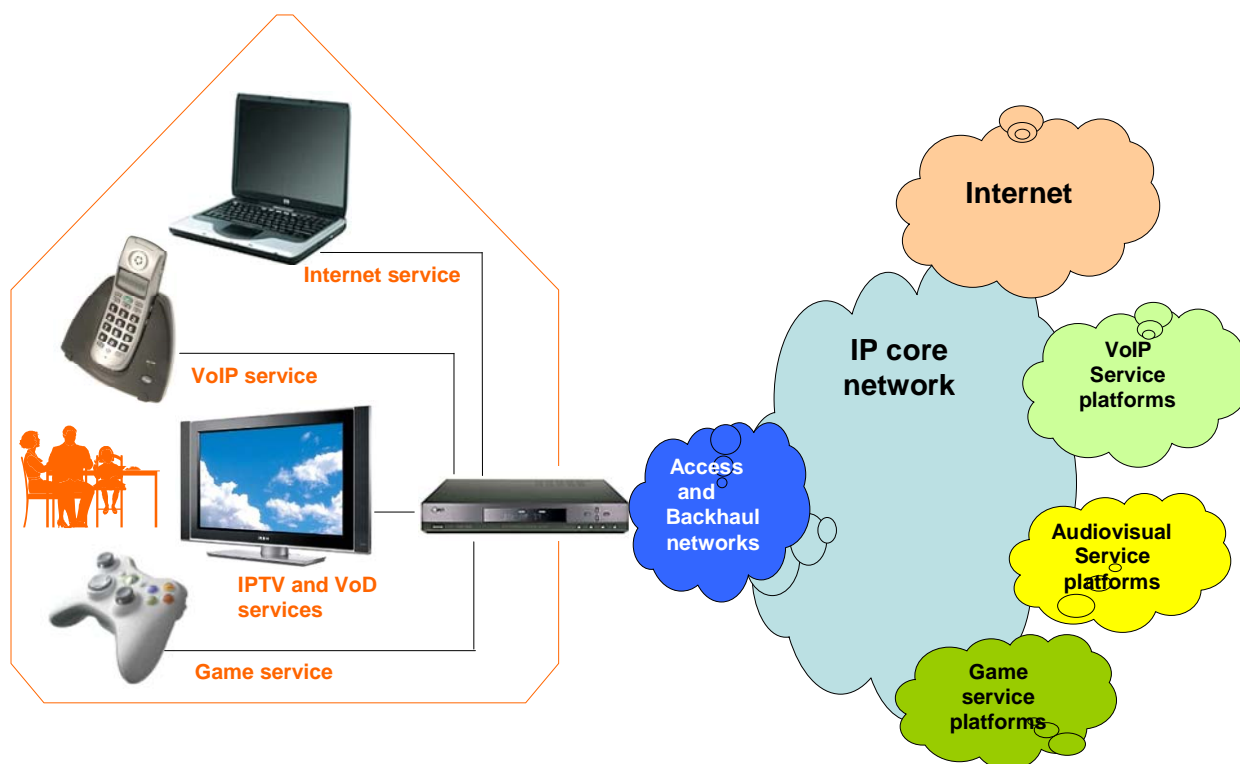 Internet service
VoIP service
IPTV and VoD
services
Game service
Access
and
Backhaul
networks
IP core
network
Internet
VoIP
Service
platforms
Audiovisual
Service
platforms
Game
service
platforms